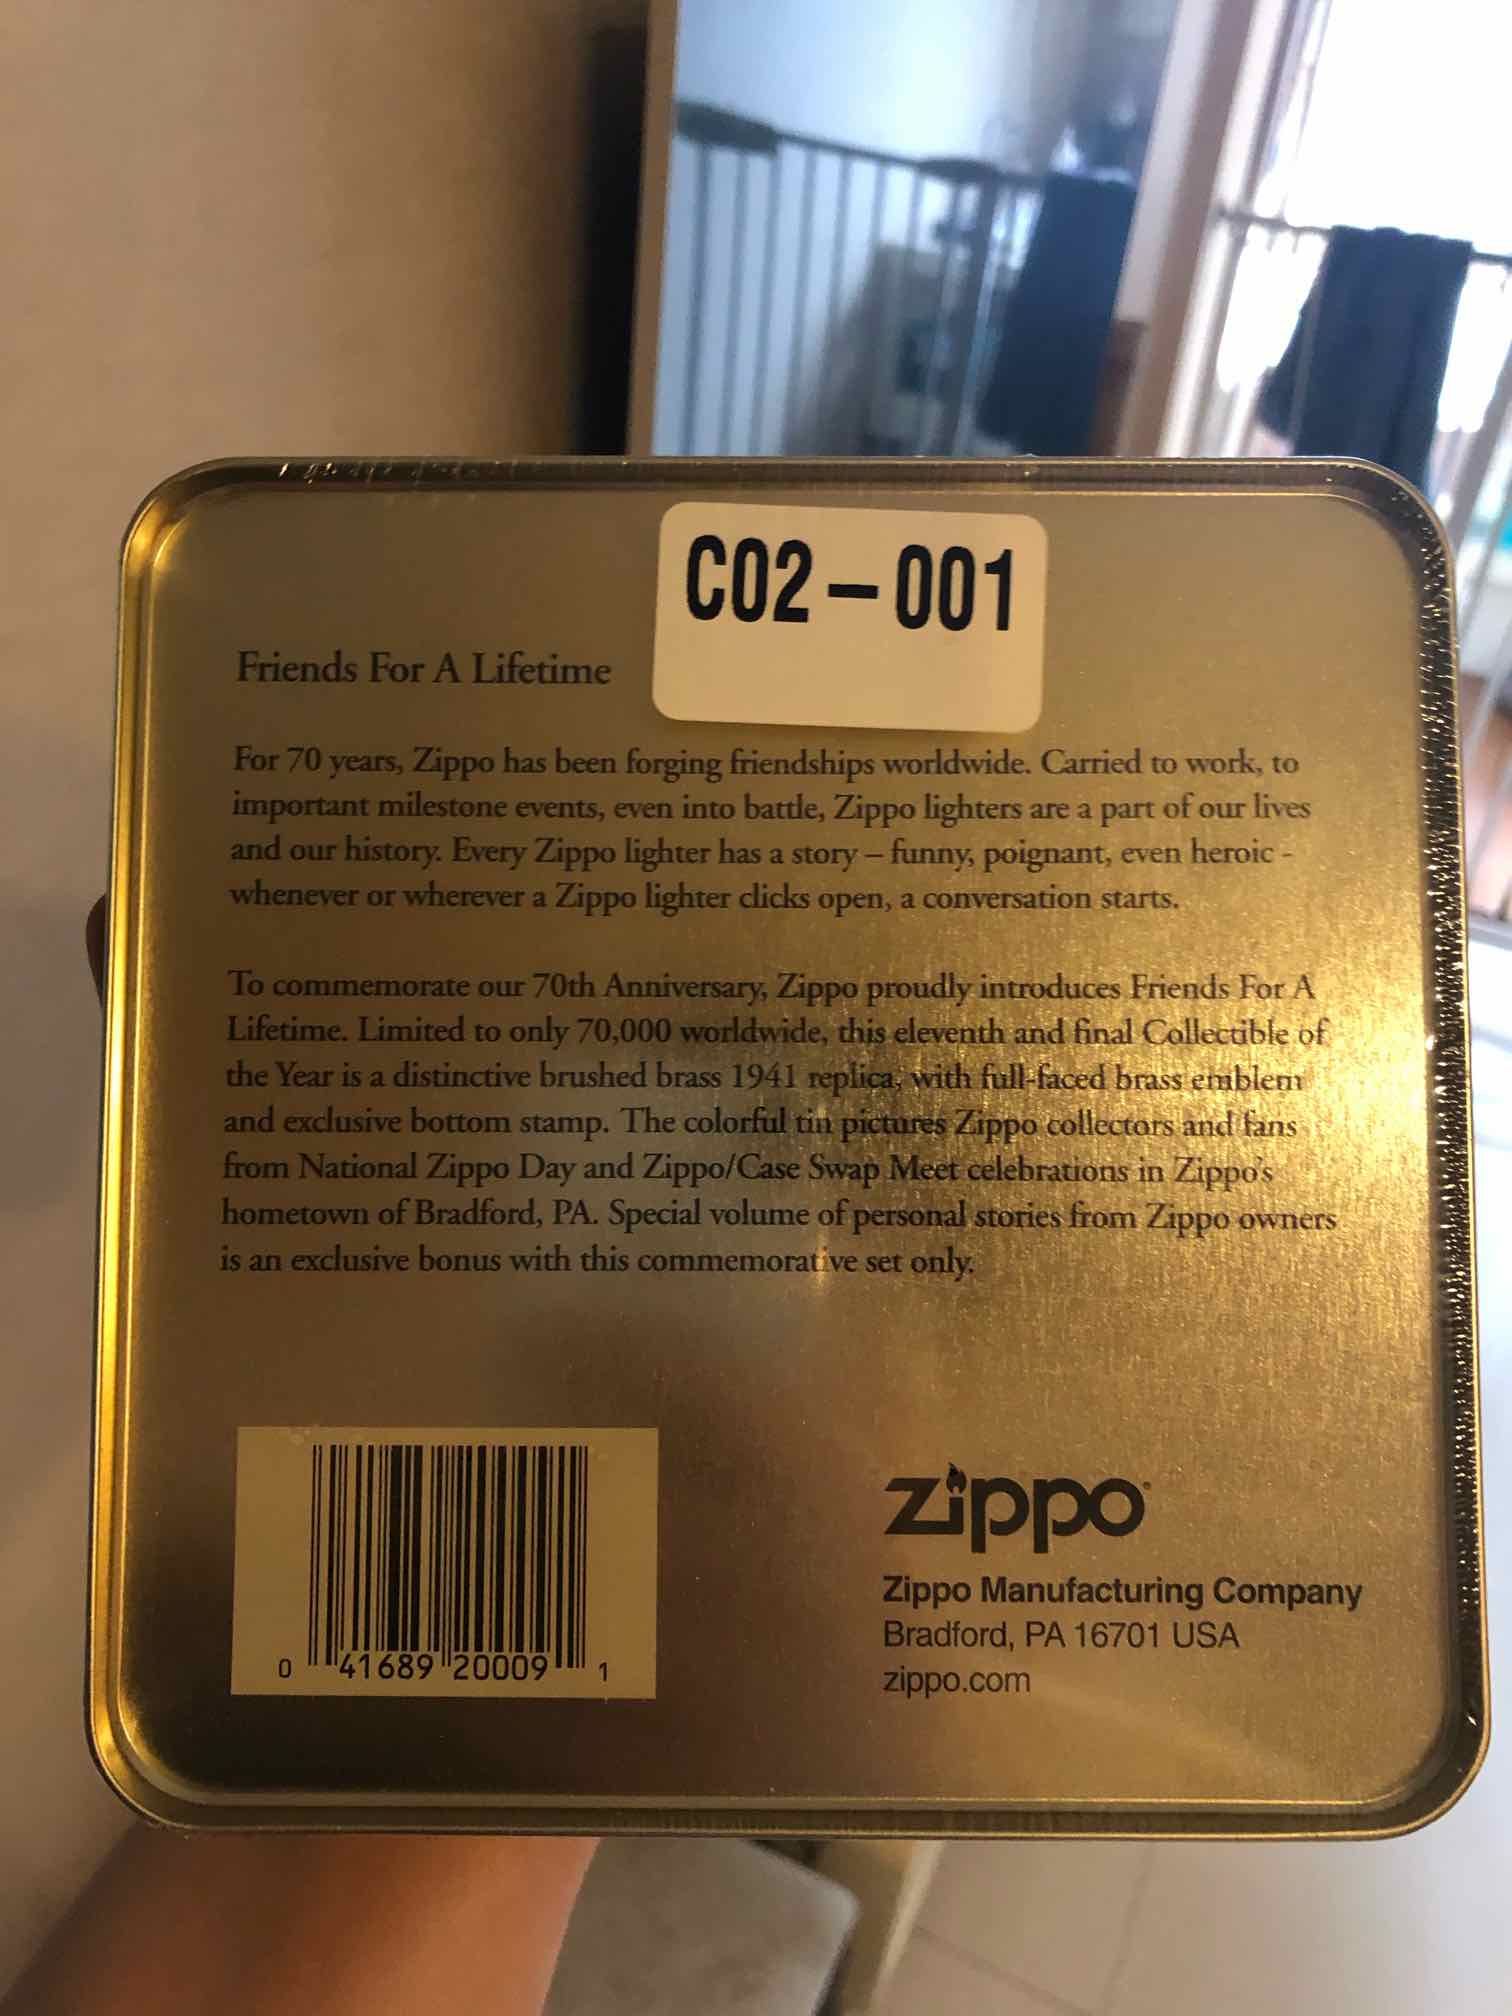 C02-001
Friends For A Lifetime
For 70 years, Zippo has been forging friendships worldwide. Carried to work, to
important milestone events, even into battle, Zippo lighters are a part of our lives
and our history. Every Zippo lighter has a story – funny, poignant, even heroic -
whenever or wherever a Zippo lighter clicks open, a conversation starts.
To commemorate our 70th Anniversary, Zippo proudly introduces Friends For A
Lifetime. Limited to only 70,000 worldwide, this eleventh and final Collectible of
the Year is a distinctive brushed brass 1941 replica, with full-faced brass emblem
and exclusive bottom stamp. The colorful tin pictures Zippo collectors and fans
from National Zippo Day and Zippo/Case Swap Meet celebrations in Zippo's
hometown of Bradford, PA. Special volume of personal stories from Zippo owners
is an exclusive bonus with this commemorative set only.
zippo
Zippo Manufacturing Company
Bradford, PA 16701 USA
zippo.com
0 41689 20009 1